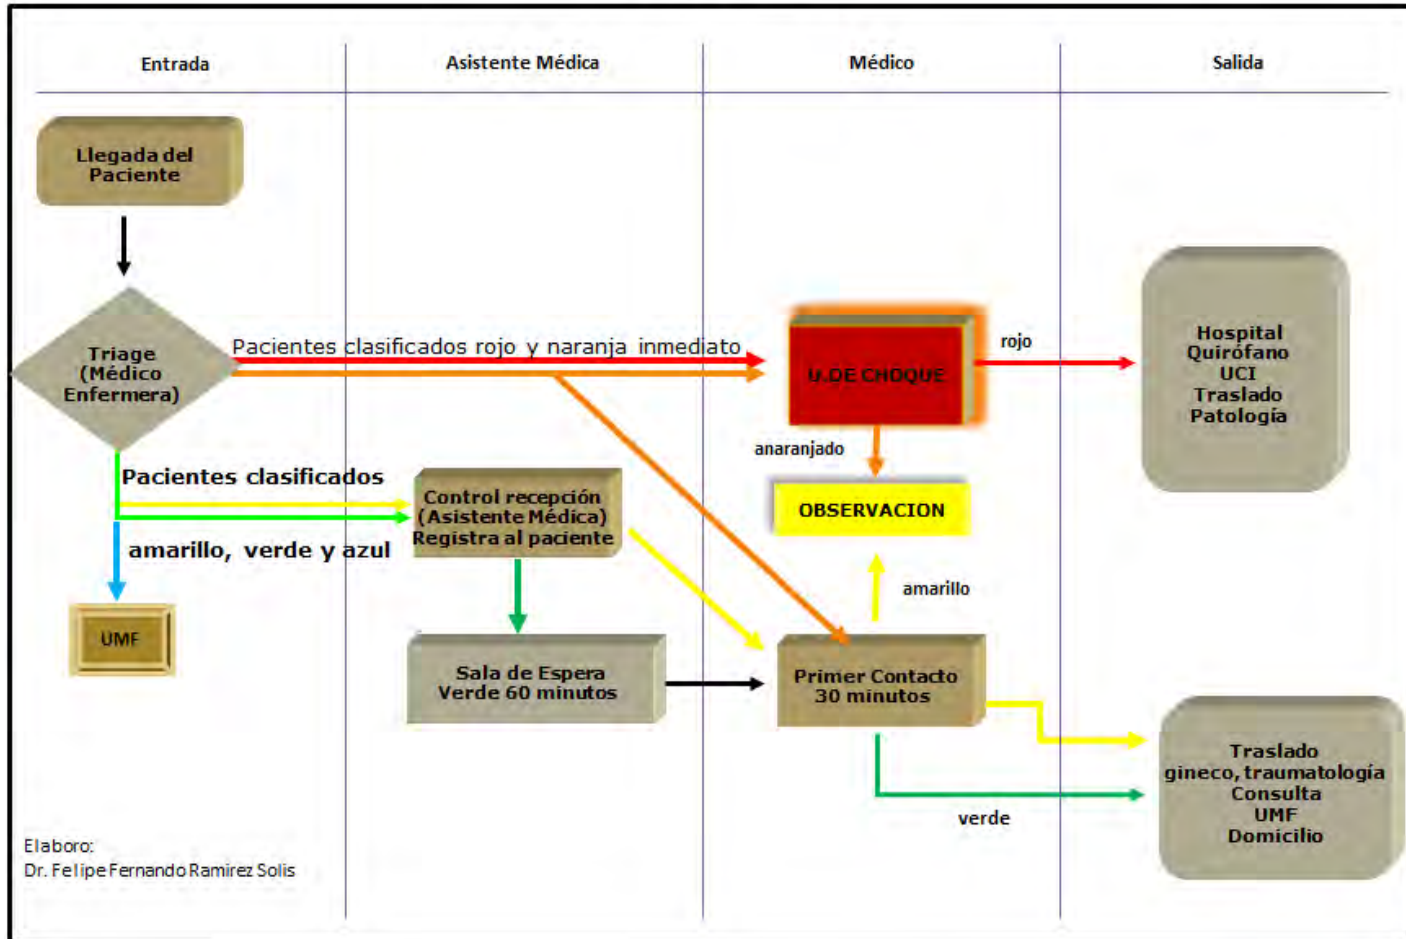 Entrada
Asistente Médica
Médico
Salida
Llegada del
Paciente
Triage
(Médico
Enfermera)
Pacientes clasificados rojo y naranja inmediato
U.DE CHOQUE
rojo
Hospital
Quirófano
UCI
Traslado
Patología
anaranjado
OBSERVACION
Pacientes clasificados
amarillo, verde y azul
Control recepción
(Asistente Médica)
Registra al paciente
UMF
amarillo
Sala de Espera
Verde 60 minutos
Primer Contacto
30 minutos
verde
Traslado
gineco, traumatología
Consulta
UMF
Domicilio
Elaboro:
Dr. Felipe Fernando Ramirez Solis